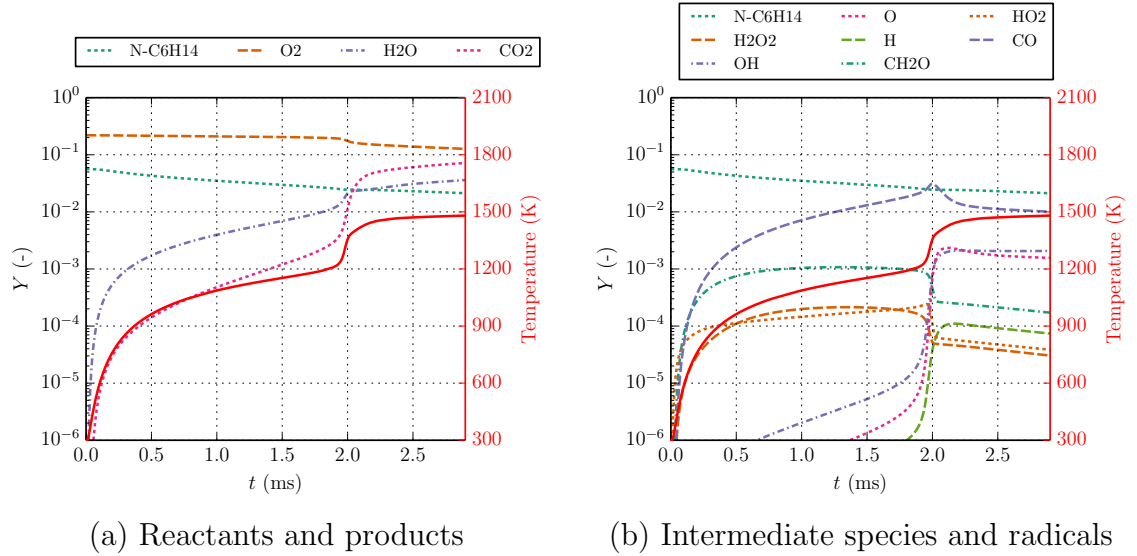 N-C6H14 O2 H2O CO2
10^0
10^-1
10^-2
10^-3
10^-4
10^-5
10^-6
Y (-)
2100
1800
1500
1200
900
600
300
Temperature (K)
0.0 0.5 1.0 1.5 2.0 2.5
t (ms)
(a) Reactants and products
N-C6H14 O HO2
H2O2 H CO
OH CH2O
10^0
10^-1
10^-2
10^-3
10^-4
10^-5
10^-6
Y (-)
2100
1800
1500
1200
900
600
300
Temperature (K)
0.0 0.5 1.0 1.5 2.0 2.5
t (ms)
(b) Intermediate species and radicals